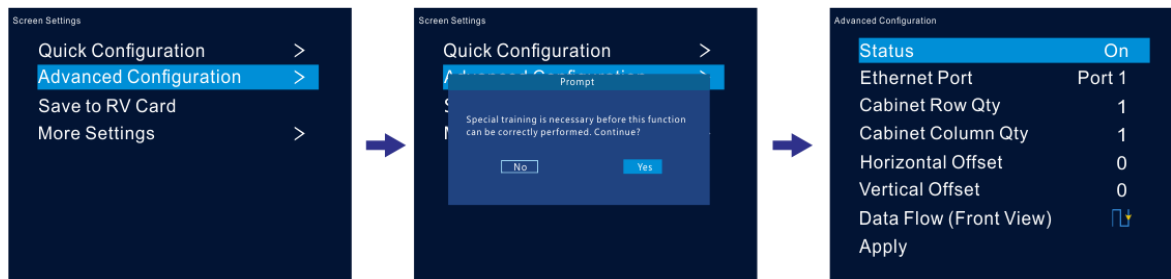 Screen Settings
Quick Configuration >
Advanced Configuration >
Save to RV Card
More Settings >
Screen Settings
Quick Configuration >
Advanced Configuration >
Prompt
Special training is necessary before this function
can be correctly performed. Continue?
No Yes
Advanced Configuration
Status On
Ethernet Port Port 1
Cabinet Row Qty 1
Cabinet Column Qty 1
Horizontal Offset 0
Vertical Offset 0
Data Flow (Front View)
Apply